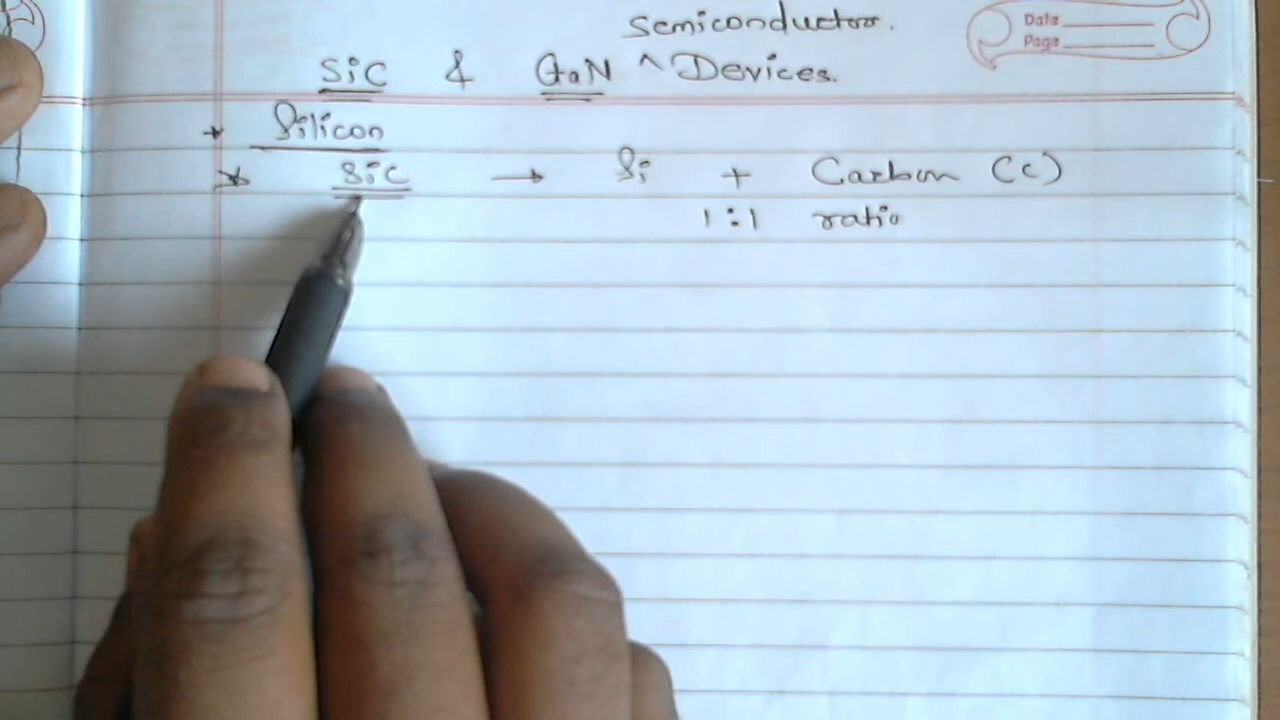 Date
Page
semiconductor.
SiC & GaN ^ Devices.
* Silicon
* SiC → Si + Carbon (C)
1:1 ratio